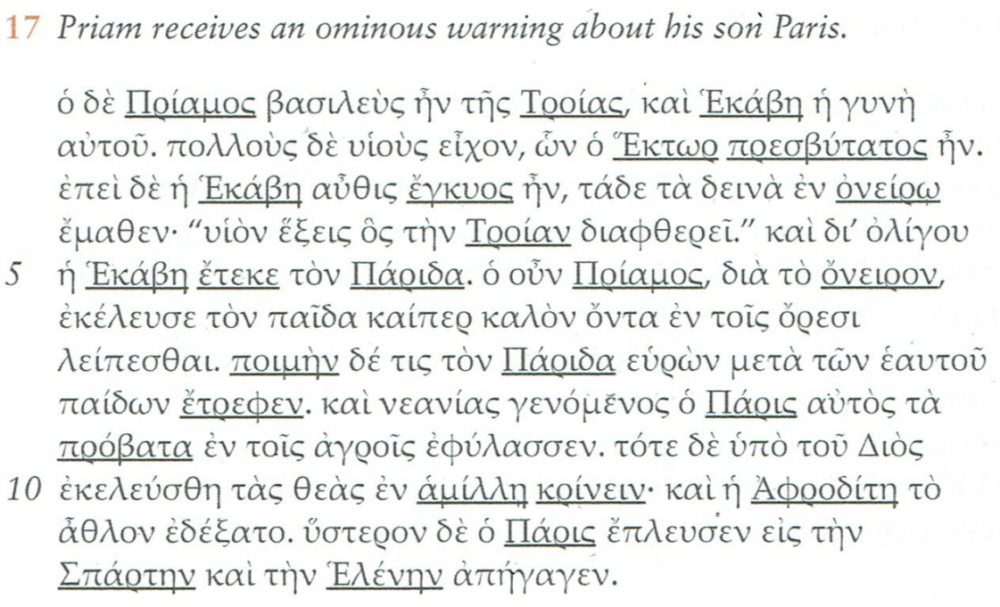 17 Priam receives an ominous warning about his son Paris.
ὁ δὲ Πρίαμος βασιλεὺς ἦν τῆς Τροίας, καὶ Ἑκάβη ἡ γυνὴ
αὐτοῦ. πολλοὺς δὲ υἱοὺς εἶχον, ὧν ὁ Ἕκτωρ πρεσβύτατος ἦν.
ἐπεὶ δὲ ἡ Ἑκάβη αὖθις ἔγκυος ἦν, τάδε τὰ δεινὰ ἐν ὀνείρῳ
ἔμαθεν· “υἱὸν ἕξεις ὃς τὴν Τροίαν διαφθερεῖ.” καὶ δι’ ὀλίγου
5 ἡ Ἑκάβη ἔτεκε τὸν Πάριδα. ὁ οὖν Πρίαμος, διὰ τὸ ὄνειρον,
ἐκέλευσε τὸν παῖδα καίπερ καλὸν ὄντα ἐν τοῖς ὄρεσι
λείπεσθαι. ποιμὴν δέ τις τὸν Πάριδα εὑρὼν μετὰ τῶν ἑαυτοῦ
παίδων ἔτρεφεν. καὶ νεανίας γενόμενος ὁ Πάρις αὐτὸς τὰ
πρόβατα ἐν τοῖς ἀγροῖς ἐφύλασσεν. τότε δὲ ὑπὸ τοῦ Διὸς
10 ἐκελεύσθη τὰς θεὰς ἐν ἁμίλλῃ κρίνειν· καὶ ἡ Ἀφροδίτη τὸ
ἆθλον ἐδέξατο. ὕστερον δὲ ὁ Πάρις ἔπλευσεν εἰς τὴν
Σπάρτην καὶ τὴν Ἑλένην ἀπήγαγεν.